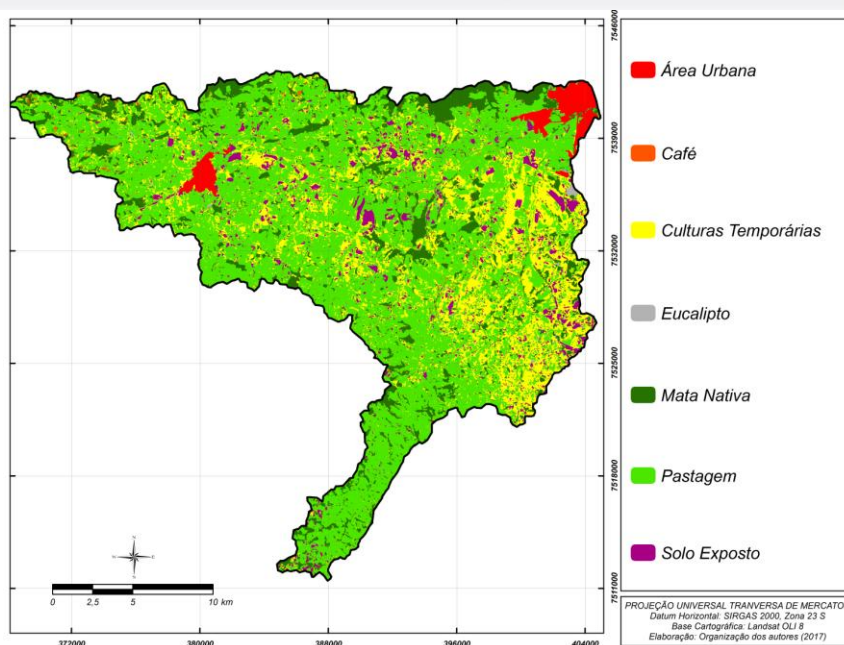 7546000
Área Urbana
Café
7539000
Culturas Temporárias
7532000
Eucalipto
7525000
Mata Nativa
Pastagem
7518000
Solo Exposto
7511000
0 2,5 5 10 km
372000 380000 388000 396000 404000
PROJEÇÃO UNIVERSAL TRANVERSA DE MERCATO
Datum Horizontal: SIRGAS 2000, Zona 23 S
Base Cartográfica: Landsat OLI 8
Elaboração: Organização dos autores (2017)